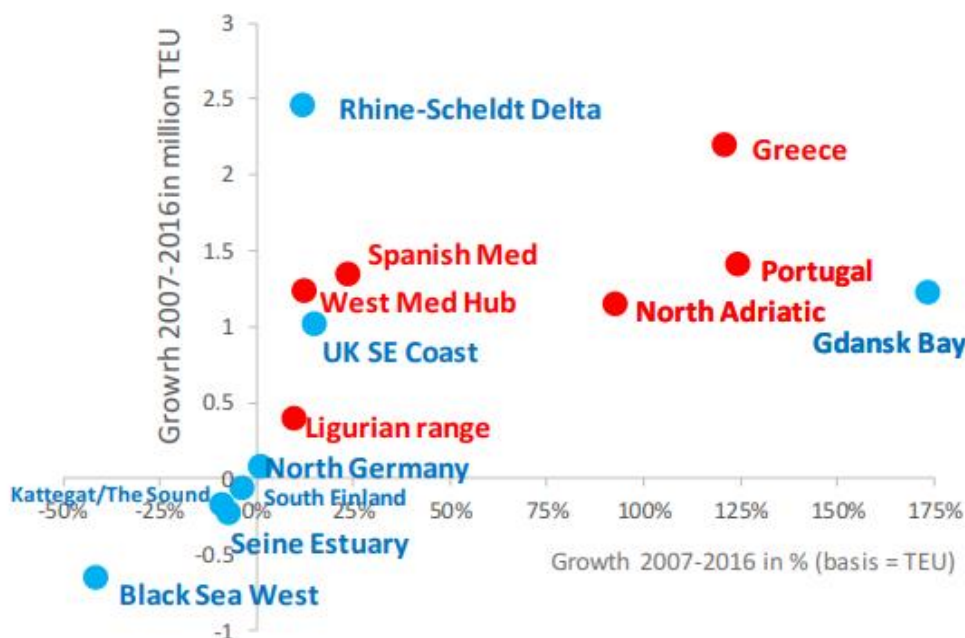 Growrh 2007-2016 in million TEU
3
2.5
2
1.5
1
0.5
0
-0.5
-1
Rhine-Scheldt Delta
Greece
Spanish Med
Portugal
West Med Hub
North Adriatic
UK SE Coast
Gdansk Bay
Ligurian range
North Germany
Kattegat/The Sound
South Finland
-50%
-25%
0%
25%
50%
75%
100%
125%
150%
175%
Seine Estuary
Growth 2007-2016 in % (basis = TEU)
Black Sea West